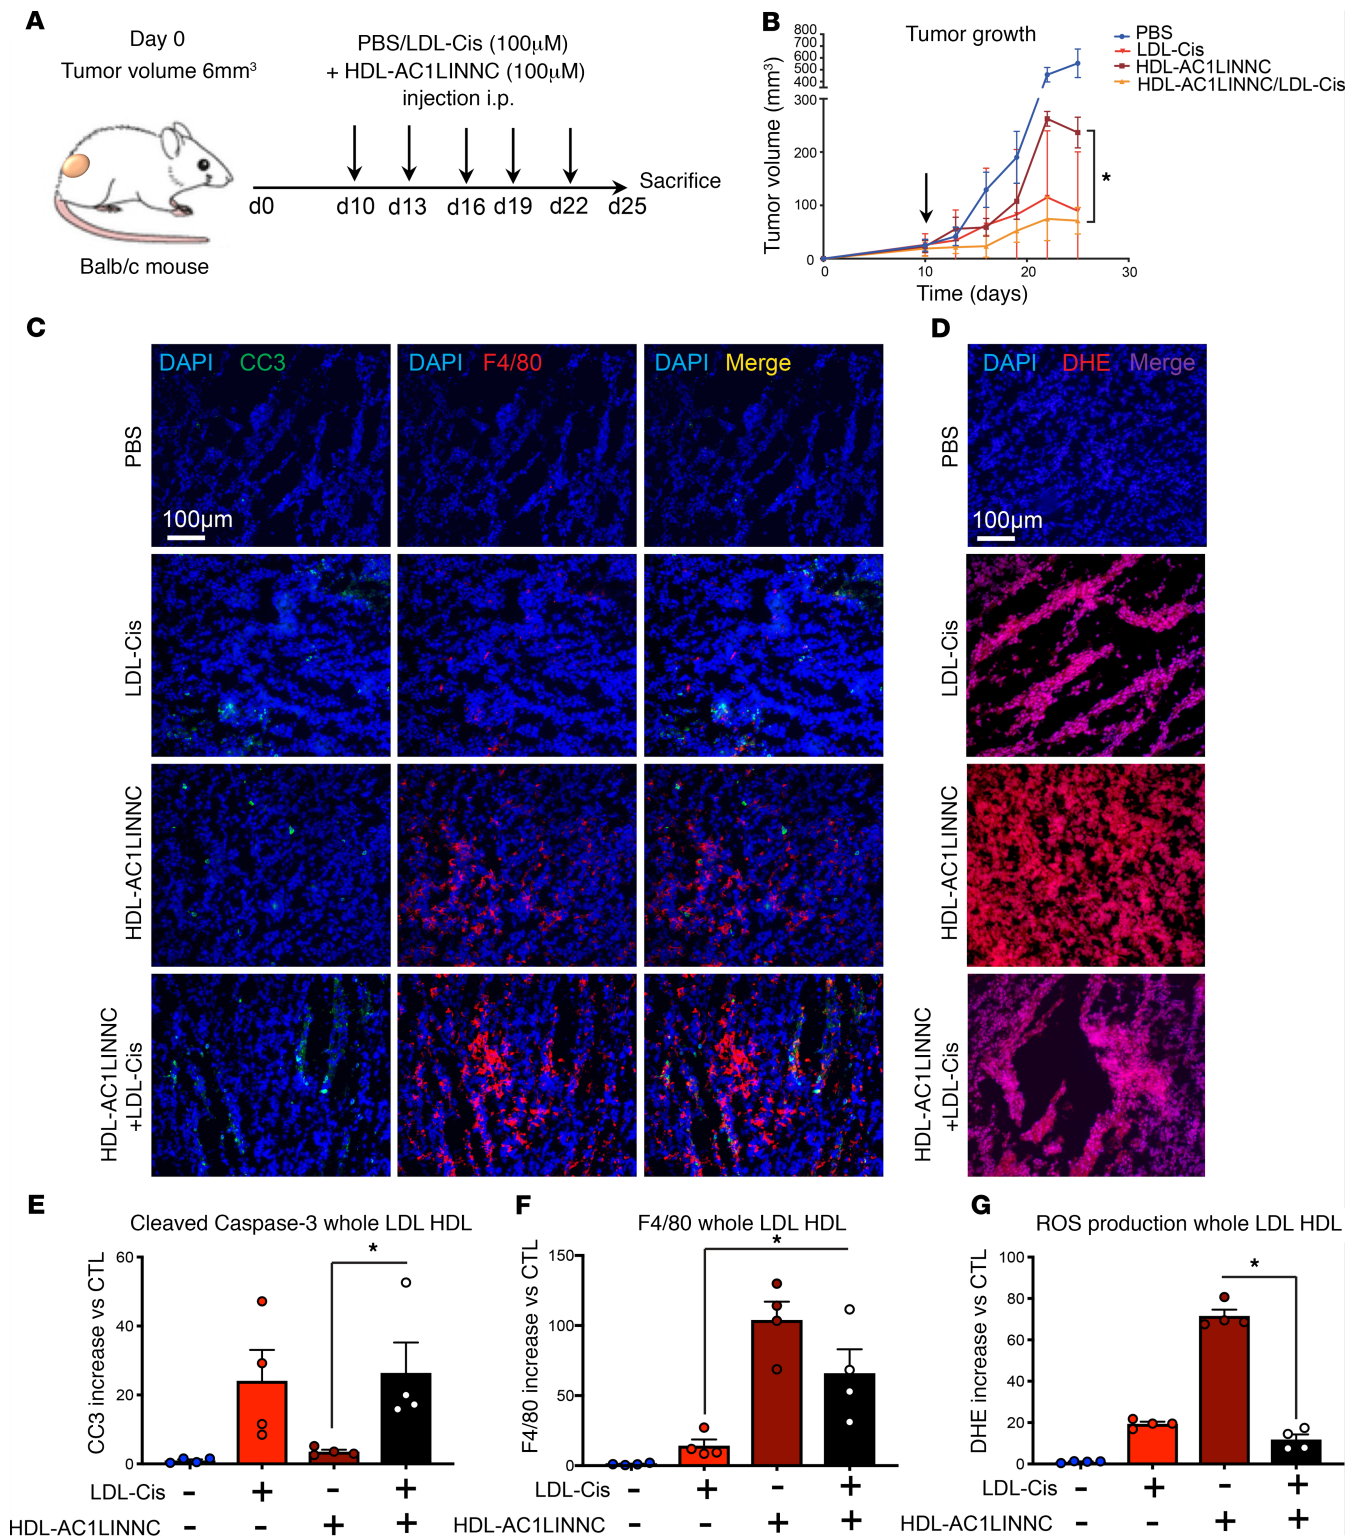 A
Day 0
Tumor volume 6mm³
PBS/LDL-Cis (100µM)
+ HDL-AC1LINNC (100µM)
injection i.p.
Sacrifice
d0 d10 d13 d16 d19 d22 d25
Balb/c mouse
B
Tumor growth
PBS
LDL-Cis
HDL-AC1LINNC
HDL-AC1LINNC/LDL-Cis
Tumor volume (mm³)
800
700
600
500
400
300
200
100
0
*
0 10 20 30
Time (days)
C
DAPI CC3
DAPI F4/80
DAPI Merge
PBS
100µm
LDL-Cis
HDL-AC1LINNC
HDL-AC1LINNC
+LDL-Cis
D
DAPI DHE Merge
PBS
100µm
LDL-Cis
HDL-AC1LINNC
HDL-AC1LINNC
+LDL-Cis
E
Cleaved Caspase-3 whole LDL HDL
CC3 increase vs CTL
60
40
20
0
*
LDL-Cis - + - +
HDL-AC1LINNC - - + +
F
F4/80 whole LDL HDL
F4/80 increase vs CTL
150
100
50
0
*
LDL-Cis - + - +
HDL-AC1LINNC - - + +
G
ROS production whole LDL HDL
DHE increase vs CTL
100
80
60
40
20
0
*
LDL-Cis - + - +
HDL-AC1LINNC - - + +